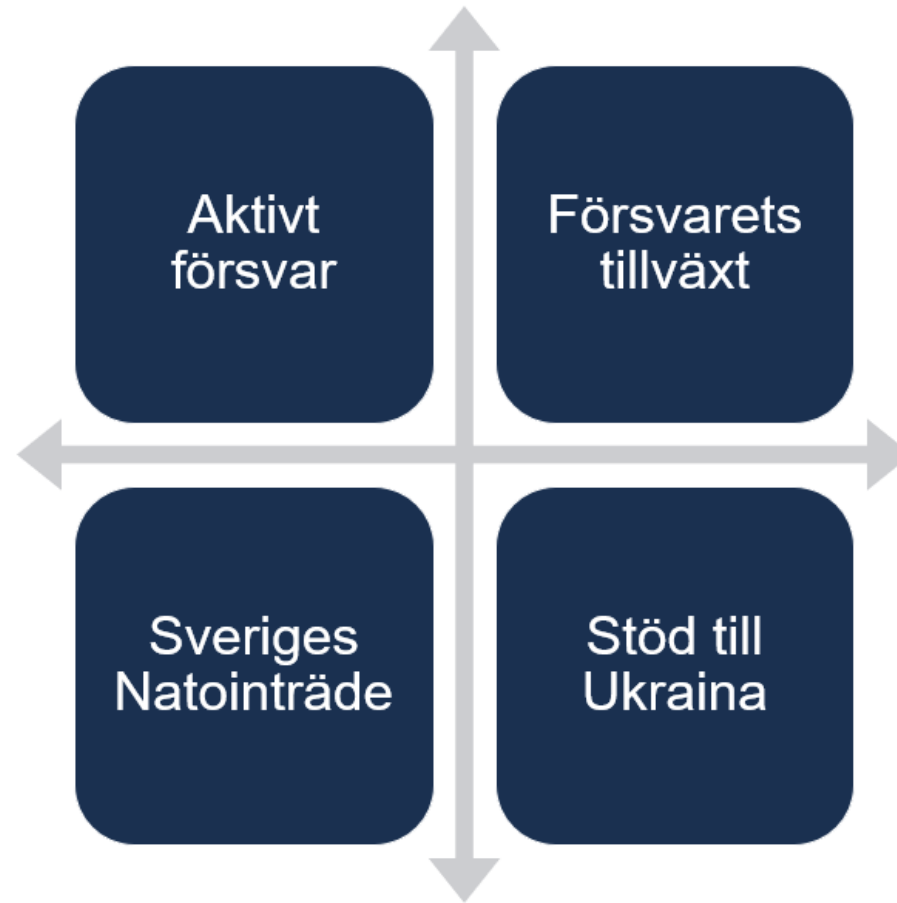 Aktivt
försvar
Försvarets
tillväxt
Sveriges
Natointräde
Stöd till
Ukraina